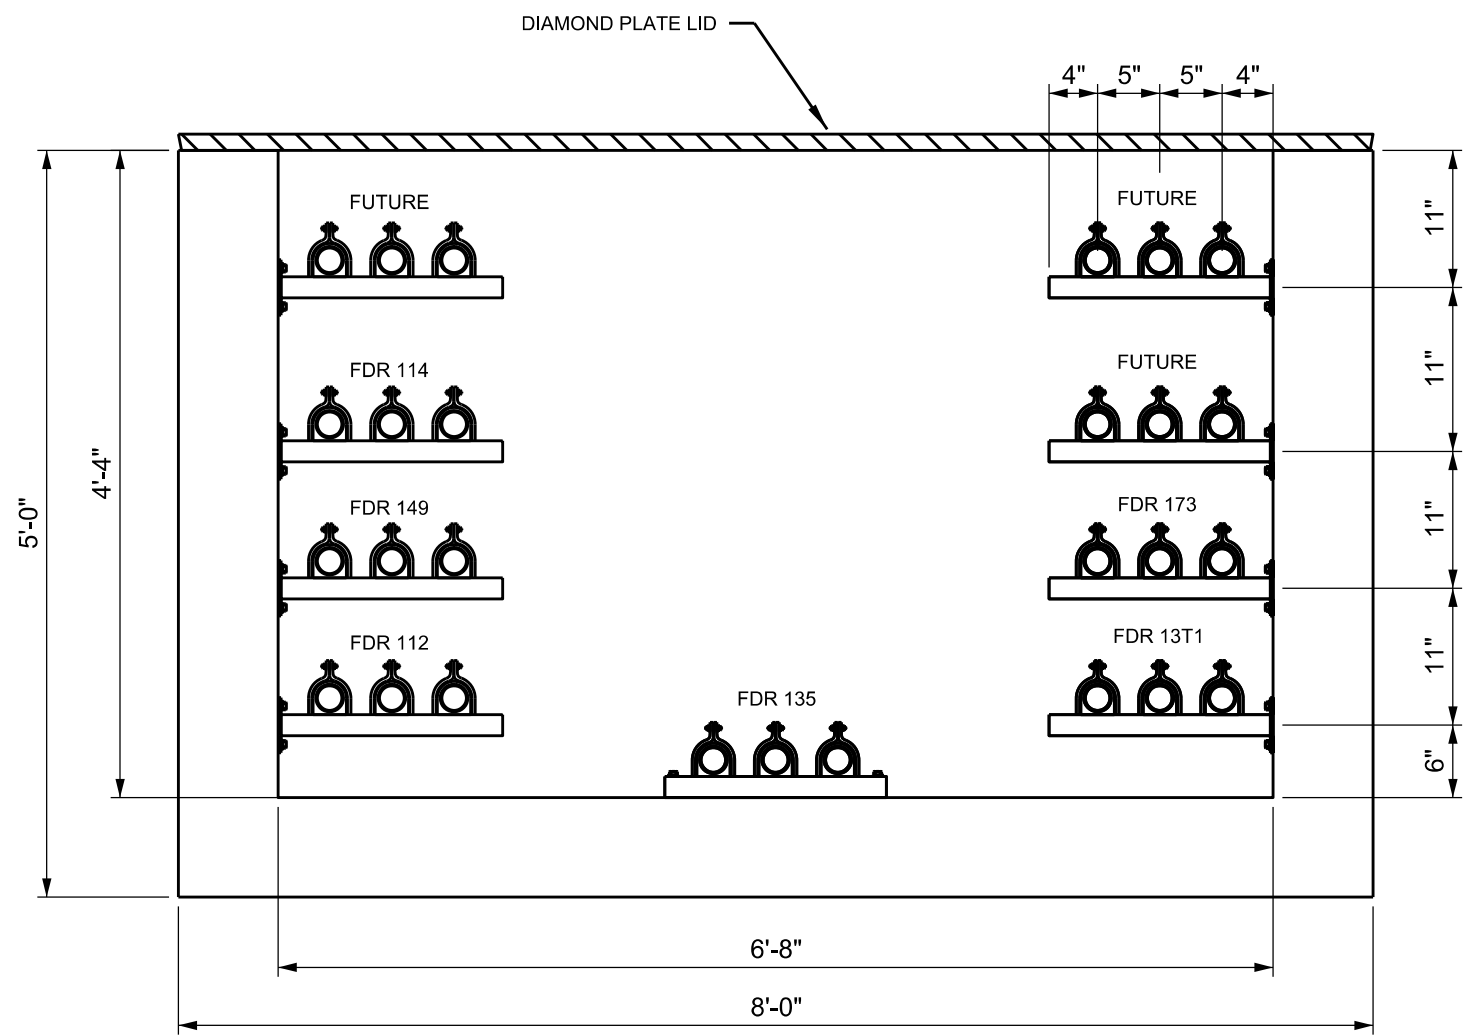 DIAMOND PLATE LID
4" 5" 5" 4"
FUTURE
FUTURE
11"
FDR 114
FUTURE
11"
4'-4"
5'-0"
FDR 149
FDR 173
11"
FDR 112
FDR 13T1
11"
FDR 135
6"
6'-8"
8'-0"